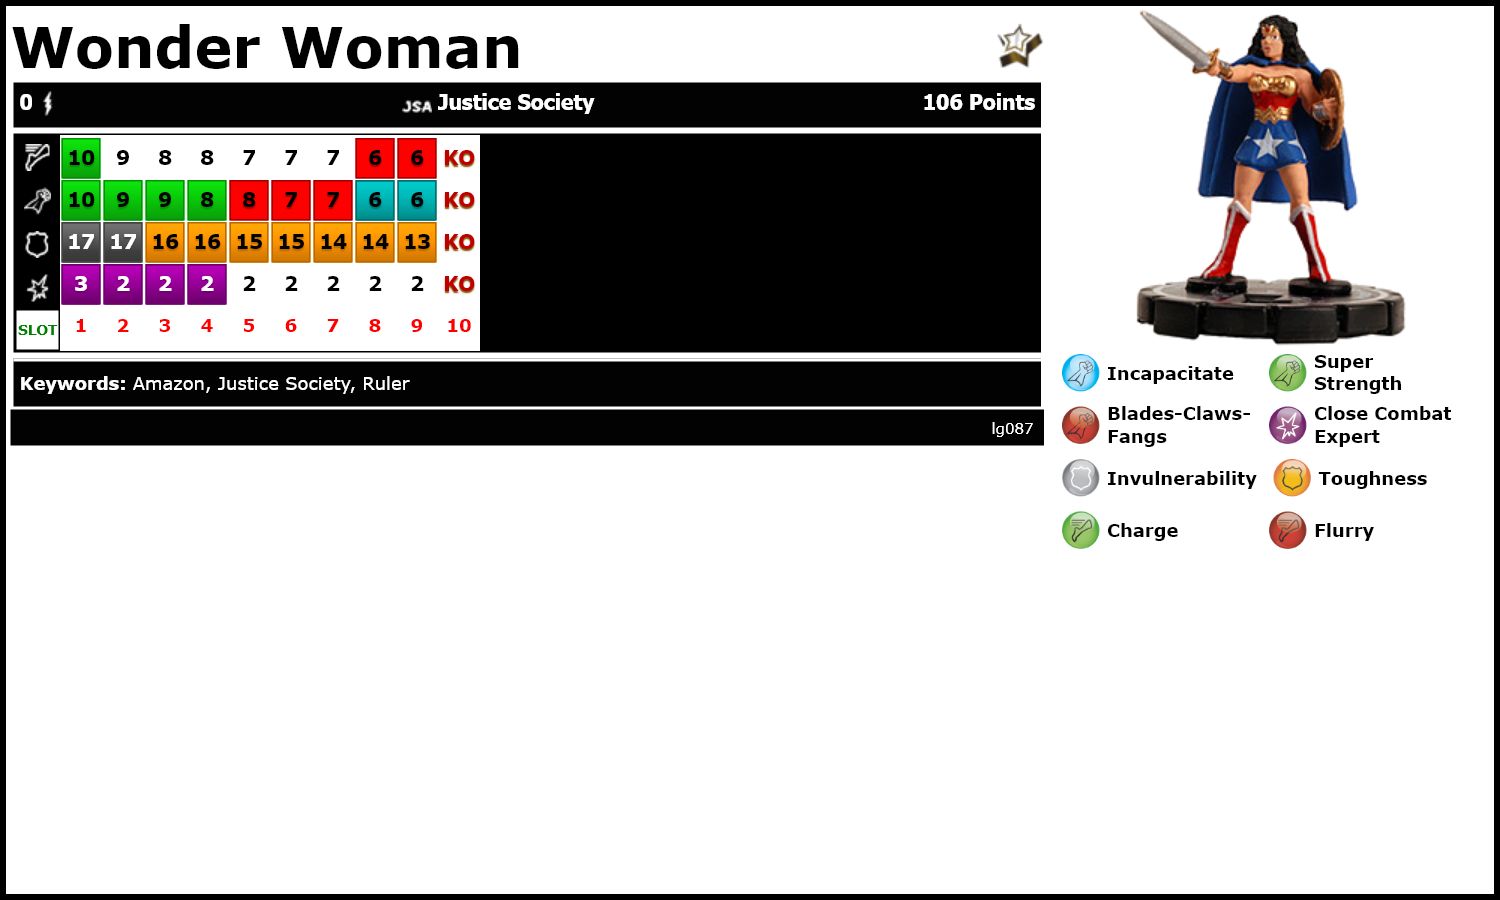 Wonder Woman
0 JSA Justice Society 106 Points
10 9 8 8 7 7 7 6 6 KO
10 9 9 8 8 7 7 6 6 KO
17 17 16 16 15 15 14 14 13 KO
3 2 2 2 2 2 2 2 2 KO
SLOT 1 2 3 4 5 6 7 8 9 10
Keywords: Amazon, Justice Society, Ruler
lg087
Incapacitate
Super
Strength
Blades-Claws-
Fangs
Close Combat
Expert
Invulnerability
Toughness
Charge
Flurry